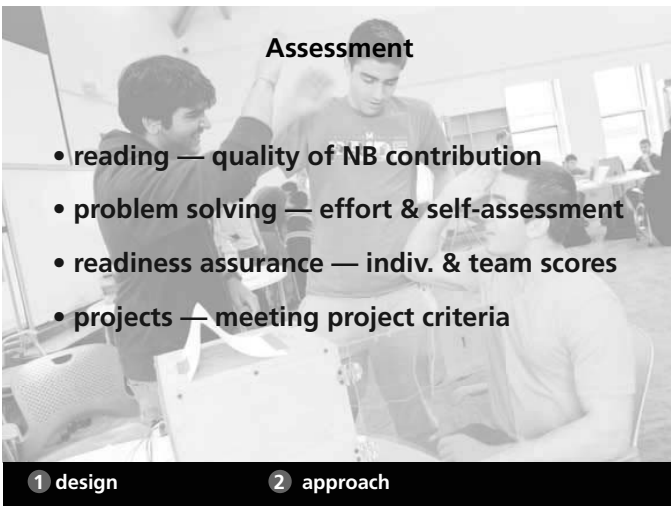 Assessment
• reading — quality of NB contribution
• problem solving — effort & self-assessment
• readiness assurance — indiv. & team scores
• projects — meeting project criteria
1 design 2 approach